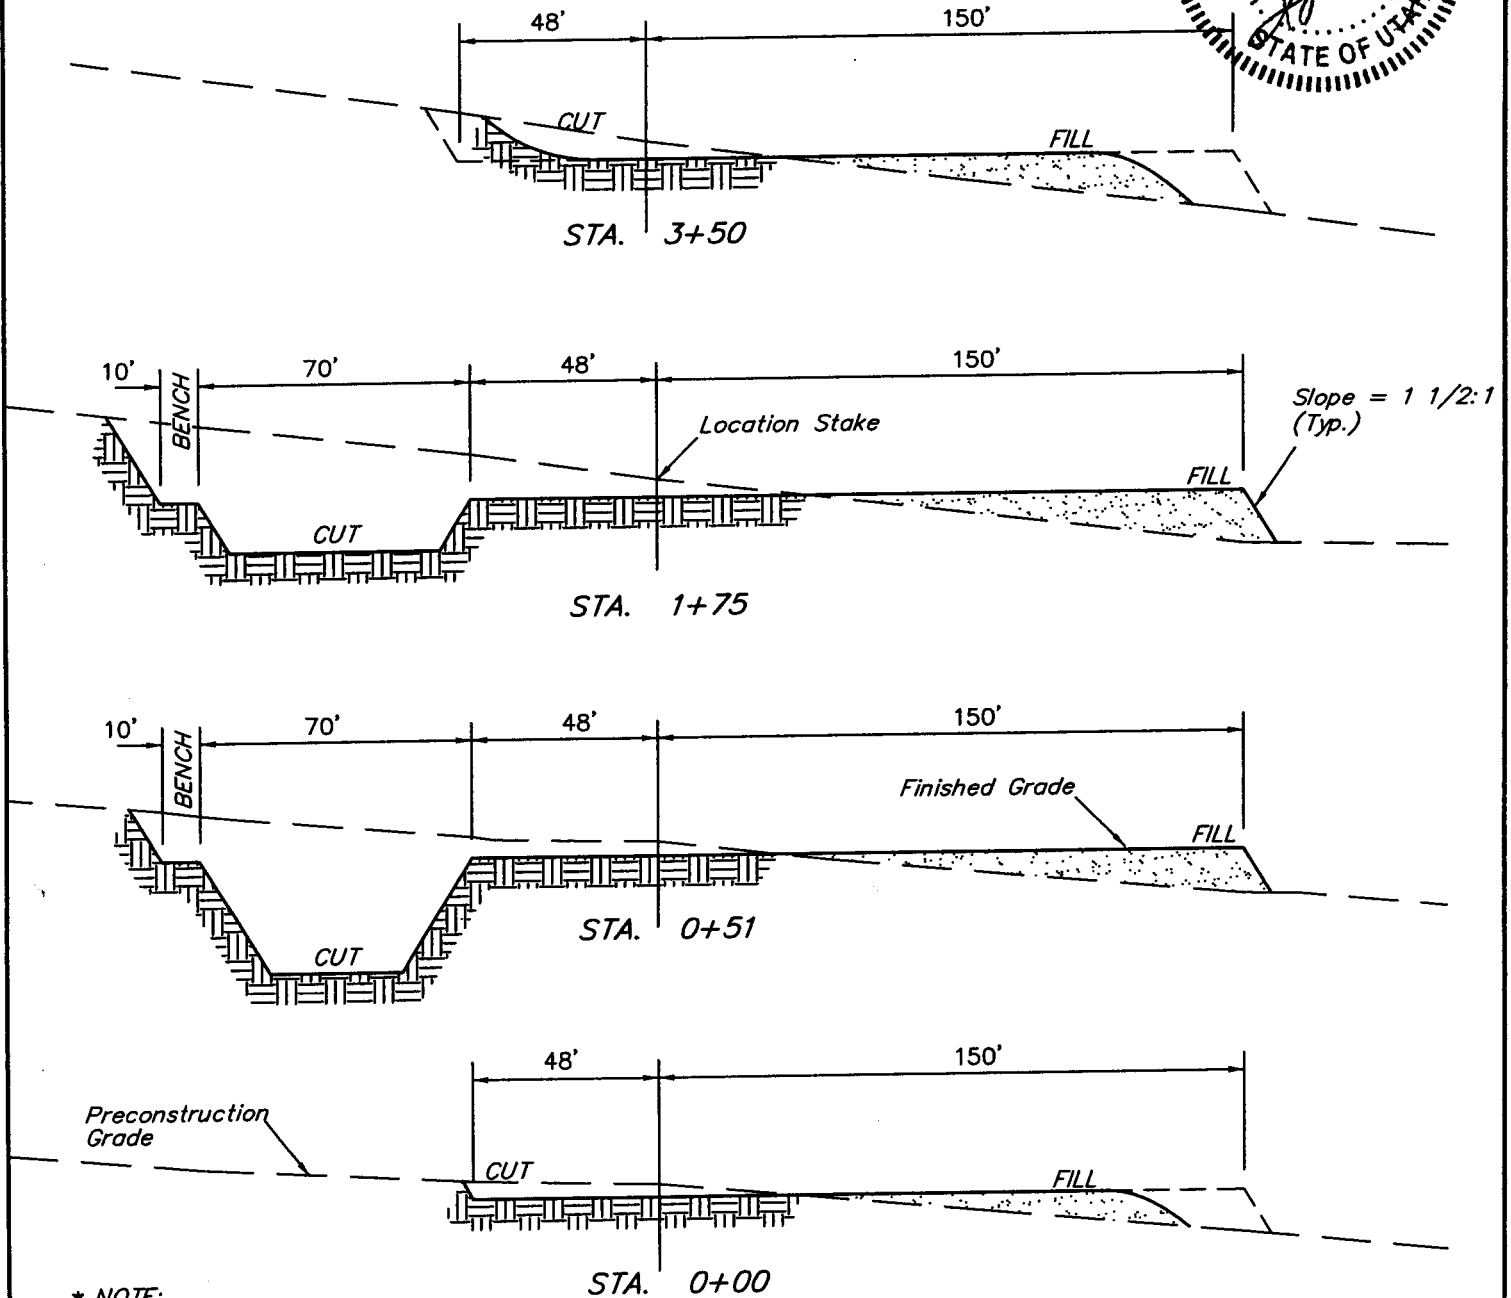 48' 150'
STATE OF UTAH
CUT FILL
STA. 3+50
10' BENCH 70' 48' 150'
Slope = 1 1/2:1
(Typ.)
Location Stake
FILL
CUT
STA. 1+75
10' BENCH 70' 48' 150'
Finished Grade
FILL
CUT
STA. 0+51
48' 150'
Preconstruction
Grade
CUT FILL
STA. 0+00
* NOTE: